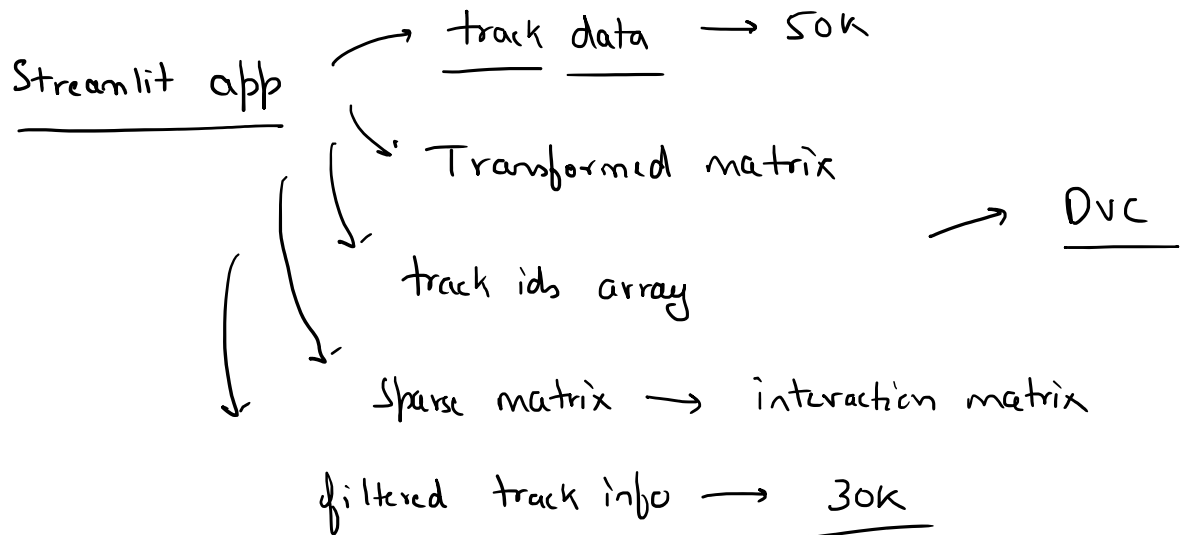 track data → 50K
Streamlit app
Transformed matrix
DVC
track ids array
Sparse matrix → interaction matrix
filtered track info → 30K